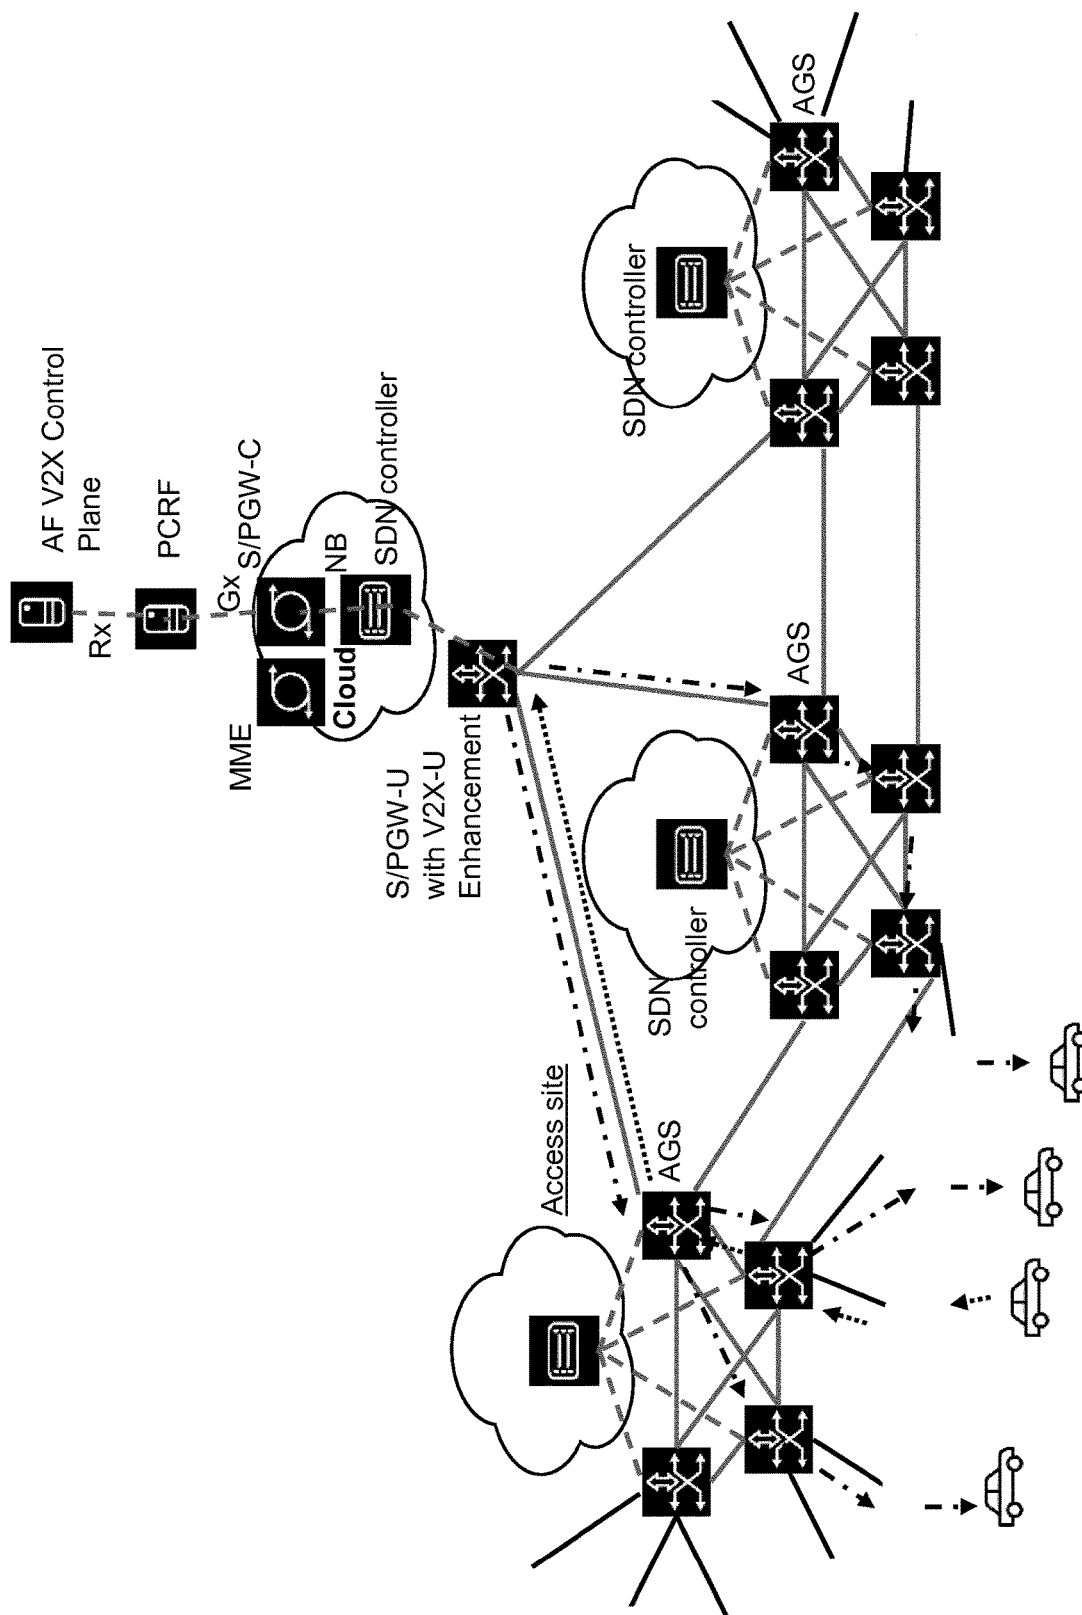 AF V2X Control
Plane
Rx
PCRF
Gx
S/PGW-C
MME
NB
Cloud
SDN controller
S/PGW-U
with V2X-U
Enhancement
Access site
AGS
SDN
controller
AGS
SDN controller
AGS